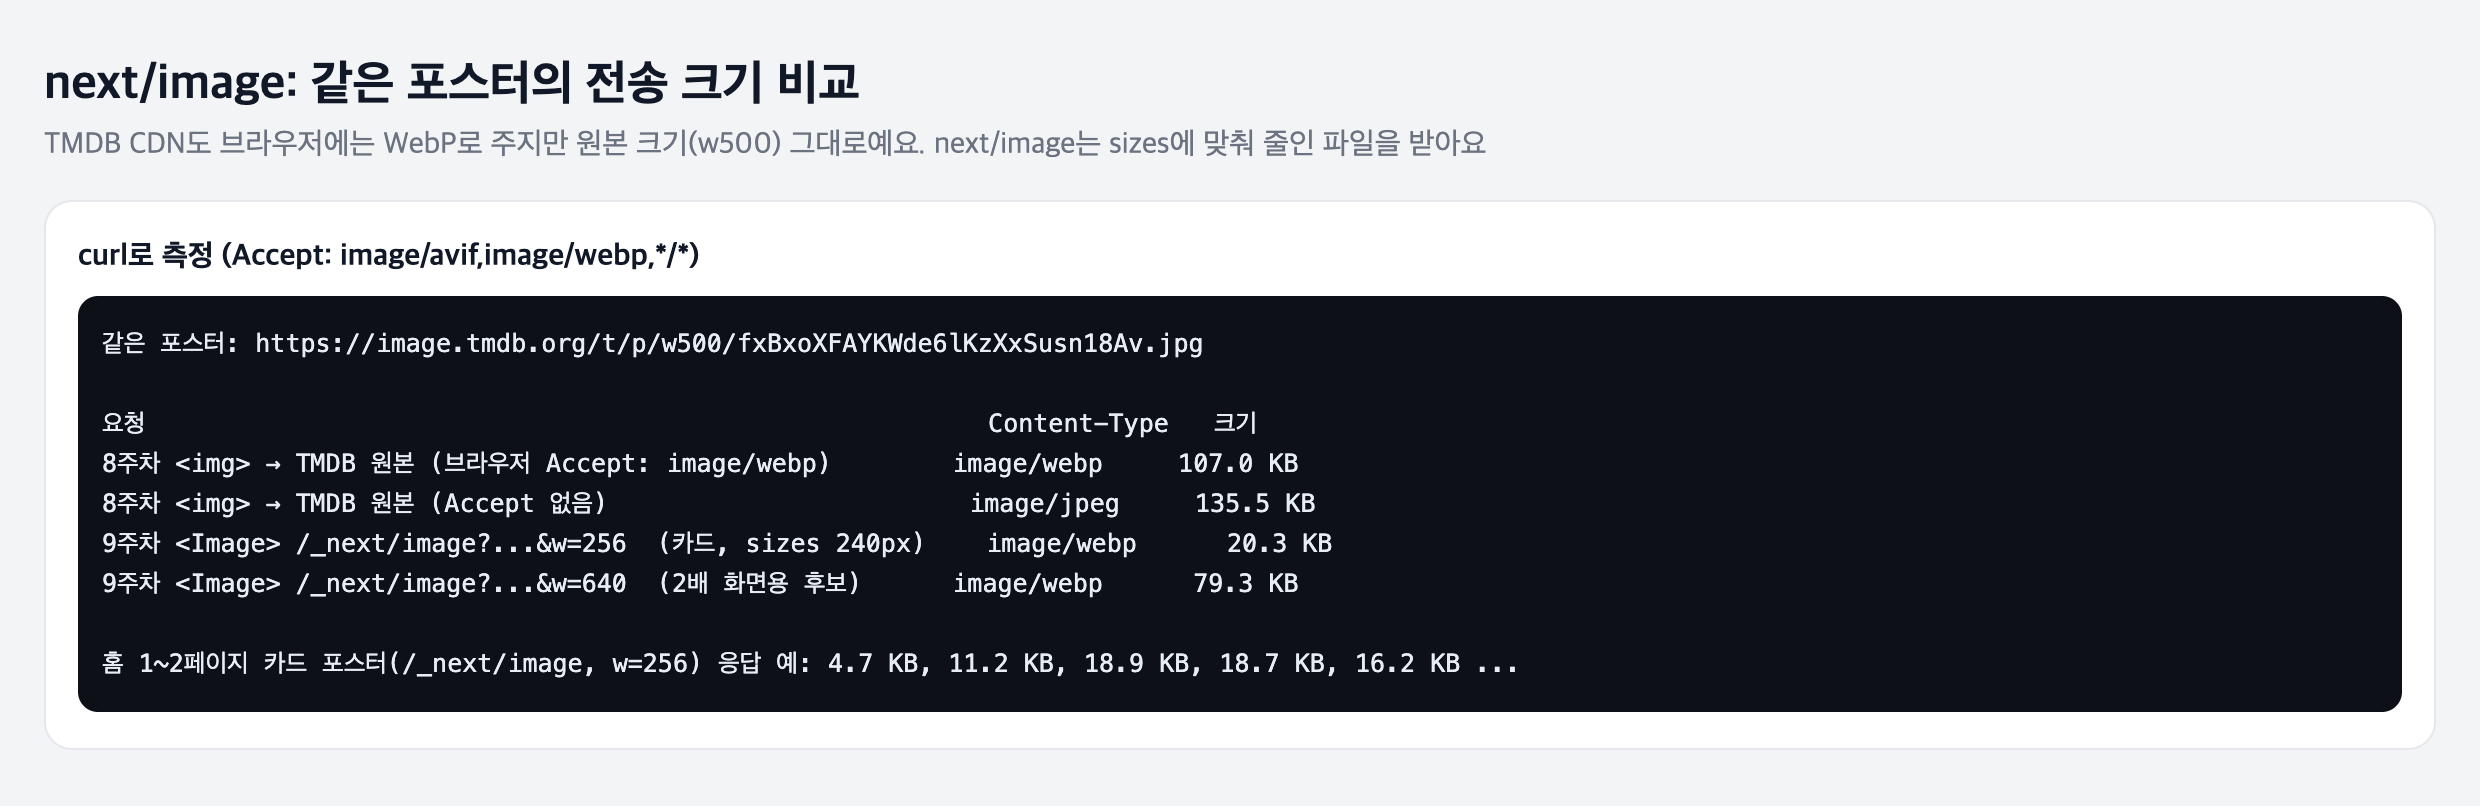 next/image: 같은 포스터의 전송 크기 비교
TMDB CDN도 브라우저에는 WebP로 주지만 원본 크기(w500) 그대로예요. next/image는 sizes에 맞춰 줄인 파일을 받아요
curl로 측정 (Accept: image/avif,image/webp,*/*)
같은 포스터: https://image.tmdb.org/t/p/w500/fxBxoXFAYKWde6lKzXxSusn18Av.jpg
요청 Content-Type 크기
8주차 <img> → TMDB 원본 (브라우저 Accept: image/webp) image/webp 107.0 KB
8주차 <img> → TMDB 원본 (Accept 없음) image/jpeg 135.5 KB
9주차 <Image> /_next/image?...&w=256 (카드, sizes 240px) image/webp 20.3 KB
9주차 <Image> /_next/image?...&w=640 (2배 화면용 후보) image/webp 79.3 KB
홈 1~2페이지 카드 포스터(/_next/image, w=256) 응답 예: 4.7 KB, 11.2 KB, 18.9 KB, 18.7 KB, 16.2 KB ...